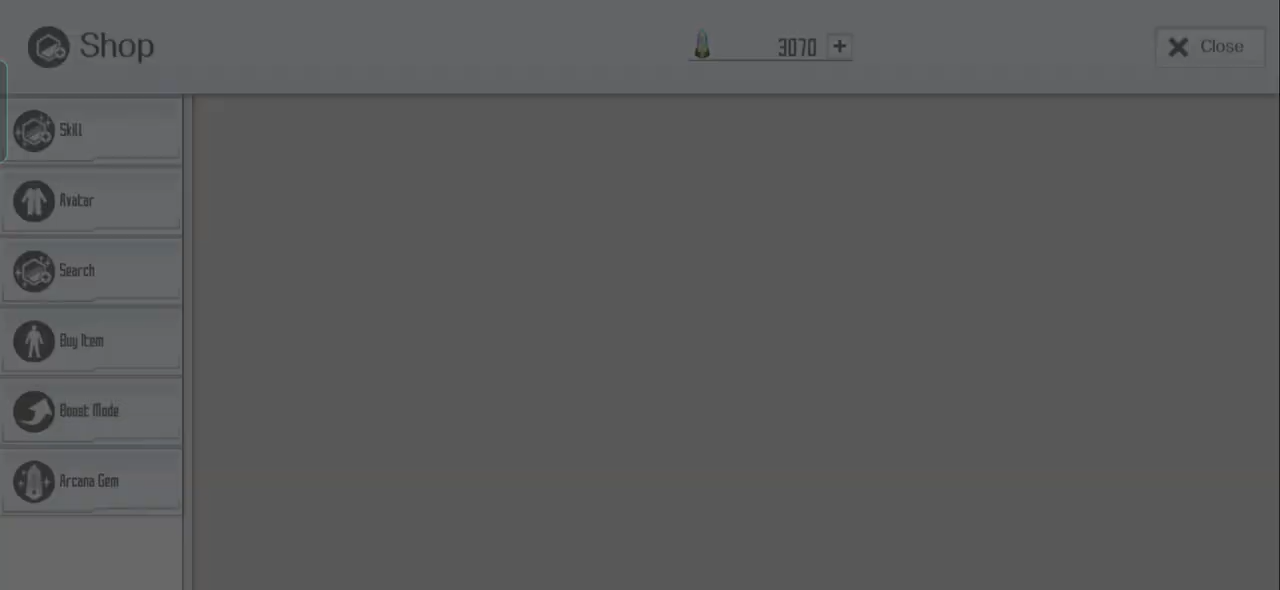 Shop
3070
Close
Skill
Avatar
Search
Buy Item
Boost Mode
Arcana Gem